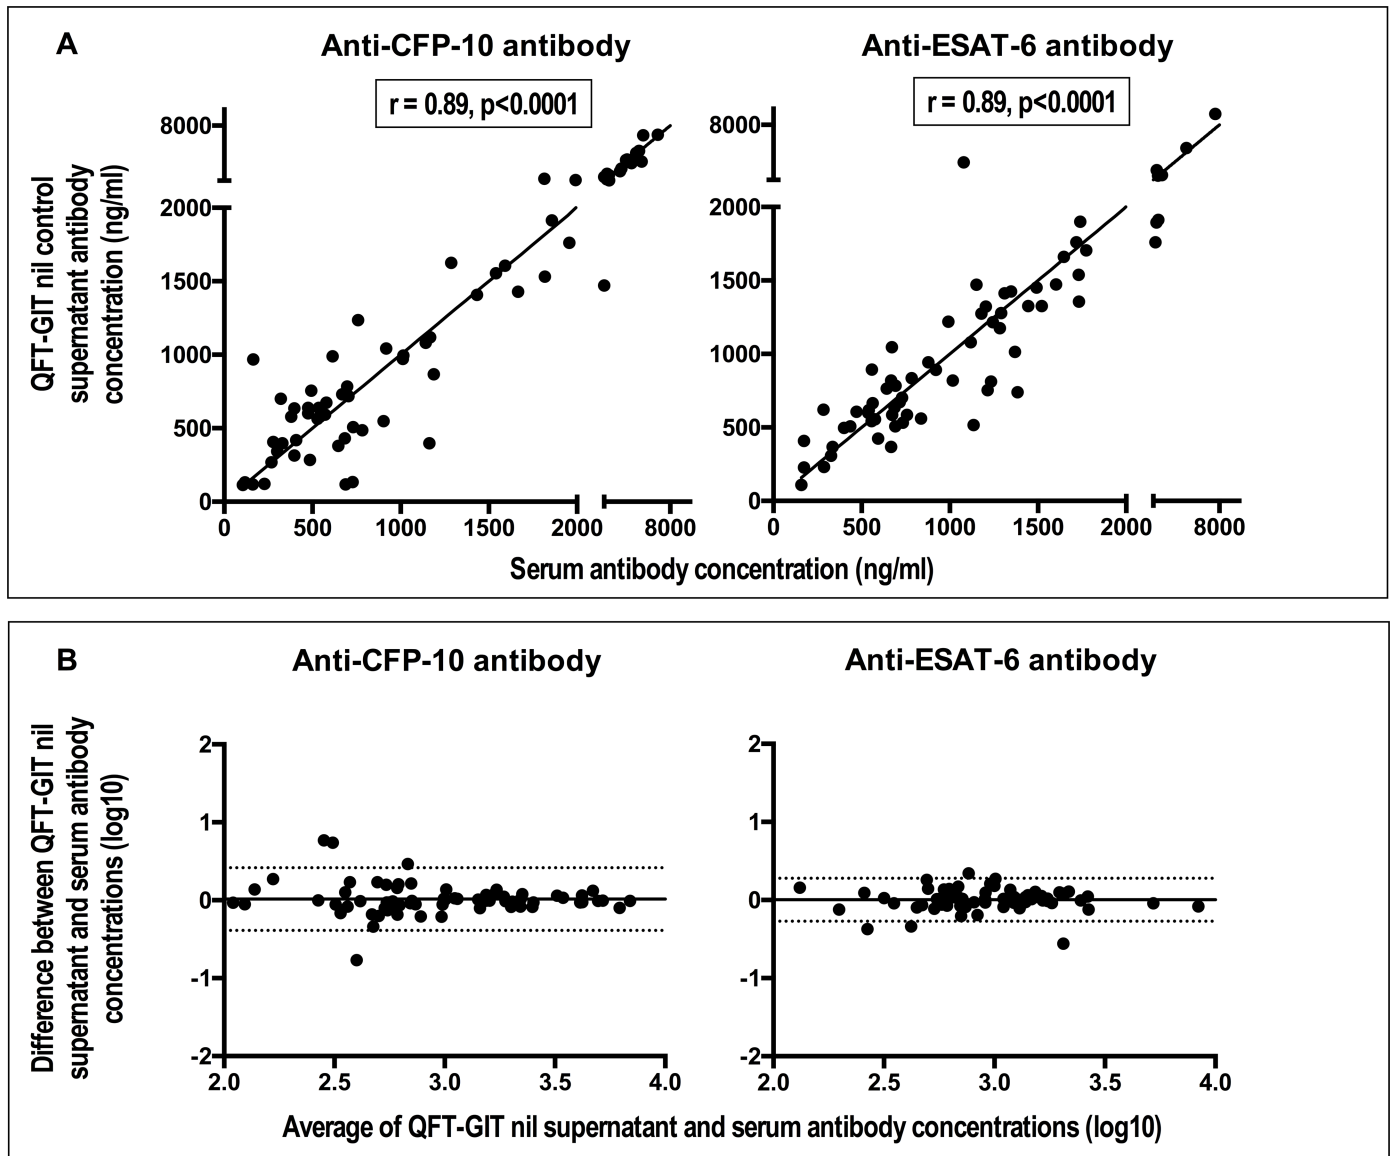 A
Anti-CFP-10 antibody
Anti-ESAT-6 antibody
r = 0.89, p<0.0001
r = 0.89, p<0.0001
QFT-GIT nil control
supernatant antibody
concentration (ng/ml)
8000
2000
1500
1000
500
0
0 500 1000 1500 2000 8000
8000
2000
1500
1000
500
0
0 500 1000 1500 2000 8000
Serum antibody concentration (ng/ml)
B
Anti-CFP-10 antibody
Anti-ESAT-6 antibody
Difference between QFT-GIT nil
supernatant and serum antibody
concentrations (log10)
2
1
0
-1
-2
2.0 2.5 3.0 3.5 4.0
2
1
0
-1
-2
2.0 2.5 3.0 3.5 4.0
Average of QFT-GIT nil supernatant and serum antibody concentrations (log10)